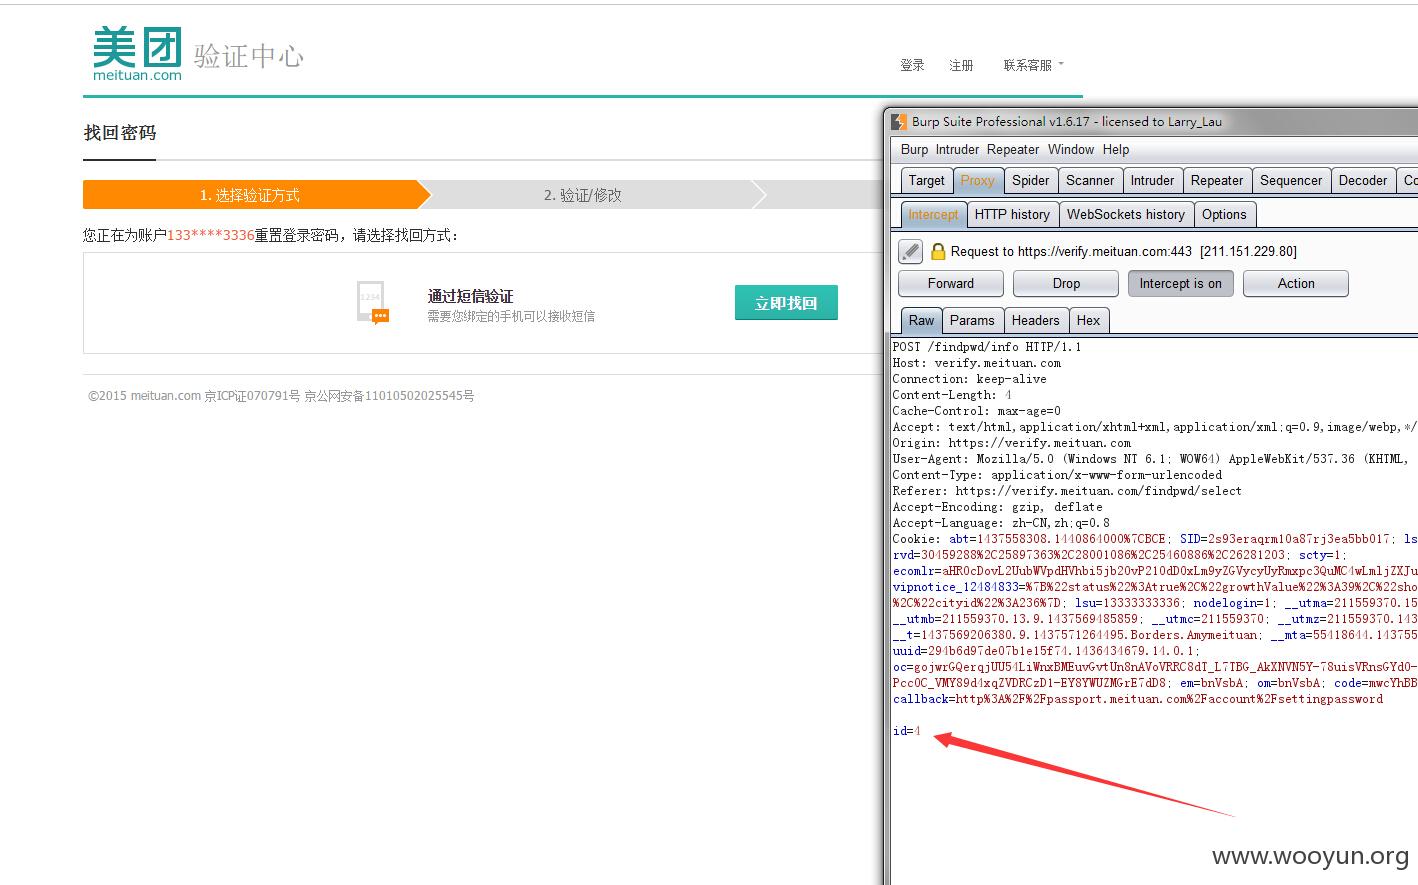 美团 验证中心
meituan.com
登录 注册 联系客服
找回密码
1. 选择验证方式 2. 验证/修改
您正在为账户133****3336重置登录密码，请选择找回方式：
1234
通过短信验证
需要您绑定的手机可以接收短信
立即找回
©2015 meituan.com 京ICP证070791号 京公网安备11010502025545号
Burp Suite Professional v1.6.17 - licensed to Larry_Lau
Burp Intruder Repeater Window Help
Target Proxy Spider Scanner Intruder Repeater Sequencer Decoder Co
Intercept HTTP history WebSockets history Options
Request to https://verify.meituan.com:443 [211.151.229.80]
Forward Drop Intercept is on Action
Raw Params Headers Hex
POST /findpwd/info HTTP/1.1
Host: verify.meituan.com
Connection: keep-alive
Content-Length: 4
Cache-Control: max-age=0
Accept: text/html,application/xhtml+xml,application/xml;q=0.9,image/webp,*/
Origin: https://verify.meituan.com
User-Agent: Mozilla/5.0 (Windows NT 6.1; WOW64) AppleWebKit/537.36 (KHTML,
Content-Type: application/x-www-form-urlencoded
Referer: https://verify.meituan.com/findpwd/select
Accept-Encoding: gzip, deflate
Accept-Language: zh-CN,zh;q=0.8
Cookie: abt=1437558308.1440864000%7CBCE; SID=2s93eraqrm10a87rj3ea5bb017; ls
rvd=30459288%2C25897363%2C28001086%2C25460886%2C26281203; scty=1;
ecomlr=aHR0cDovL2UubWVpdHVhbi5jb20vP210dD0xLm9yZGVycyUyRmxpc3QuMC4wLmljZXJu
vipnotice_12484833=%7B%22status%22%3Atrue%2C%22growthValue%22%3A39%2C%22sho
%2C%22cityid%22%3A236%7D; lsu=13333333336; nodelogin=1; __utma=211559370.15
__utmb=211559370.13.9.1437569485859; __utmc=211559370; __utmz=211559370.143
__t=1437569206380.9.1437571264495.Borders.Amymeituan; __mta=55418644.143755
uuid=294b6d97de07b1e15f74.1436434679.14.0.1;
oc=gojwrGQerqjUU54LiWnxBMEuvGvtUn8nAVoVRRC8dT_L7TBG_AkXNVN5Y-78uisVRnsGYd0-
Pcc0C_VMY89d4xqZVDRCzD1-EY8YWUZMGrE7dD8; em=bnVsbA; om=bnVsbA; code=mwcYhBB
callback=http%3A%2F%2Fpassport.meituan.com%2Faccount%2Fsettingpassword
id=4
www.wooyun.org